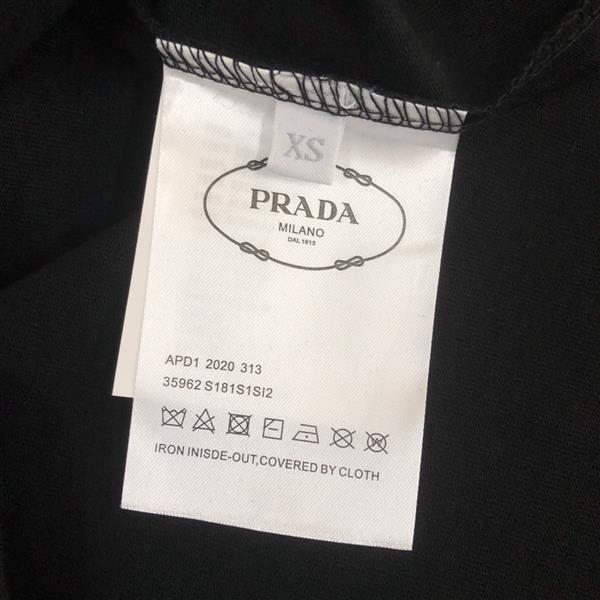 XS
PRADA
MILANO
DAL 1913
APD1 2020 313
35962 S181S1SI2
IRON INISDE-OUT,COVERED BY CLOTH